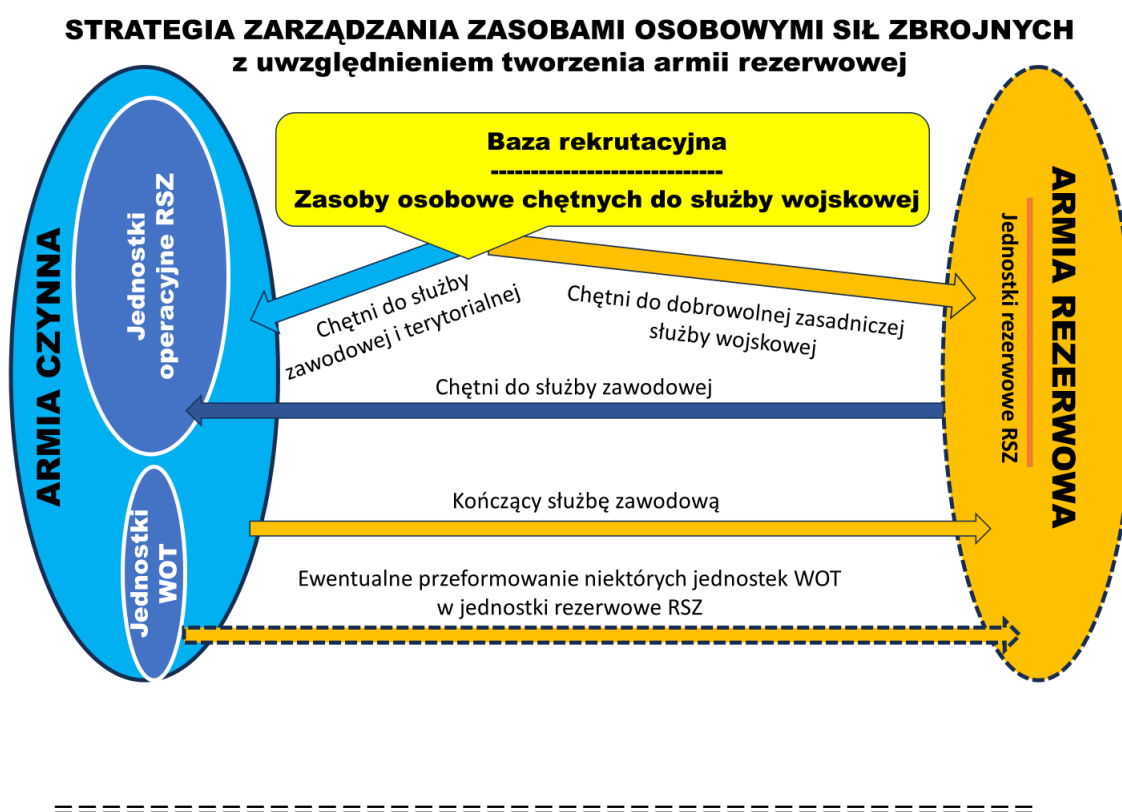 STRATEGIA ZARZĄDZANIA ZASOBAMI OSOBOWYMI SIŁ ZBROJNYCH
z uwzględnieniem tworzenia armii rezerwowej
Baza rekrutacyjna
-----------------------------
Zasoby osobowe chętnych do służby wojskowej
ARMIA CZYNNA
Jednostki
operacyjne RSZ
Jednostki
WOT
Chętni do służby
zawodowej i terytorialnej
Chętni do dobrowolnej zasadniczej
służby wojskowej
Chętni do służby zawodowej
Kończący służbę zawodową
Ewentualne przeformowanie niektórych jednostek WOT
w jednostki rezerwowe RSZ
ARMIA REZERWOWA
Jednostki rezerwowe RSZ